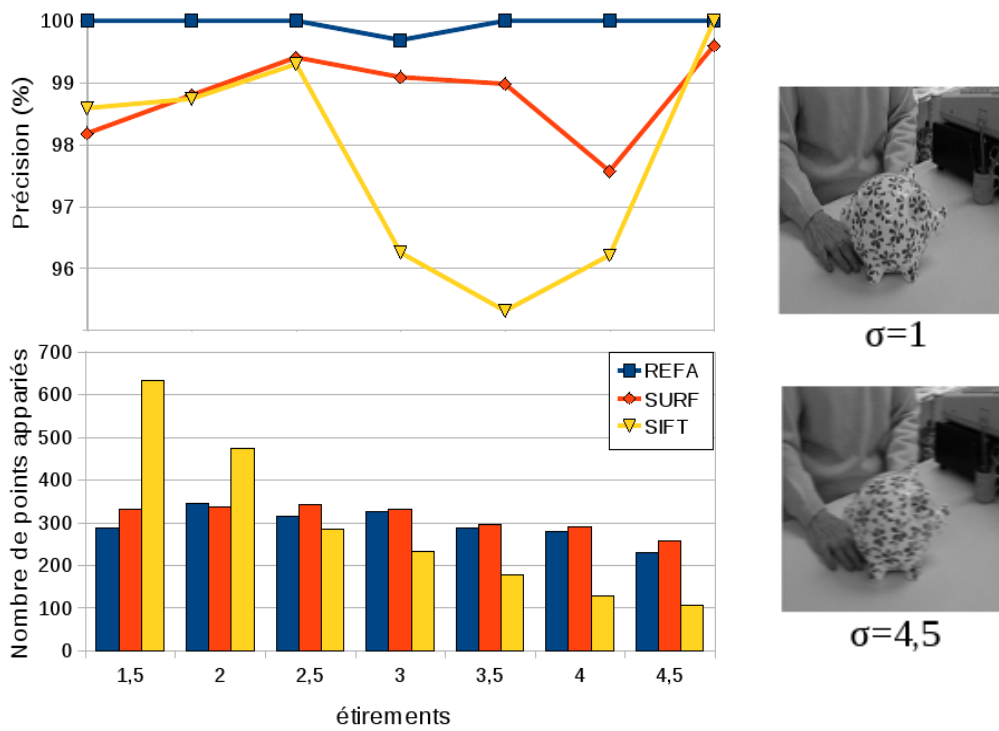 Précision (%)
100
99
98
97
96
σ=1
Nombre de points appariés
700
600
500
400
300
200
100
0
REFA
SURF
SIFT
1,5
2
2,5
3
3,5
4
4,5
étirements
σ=4,5